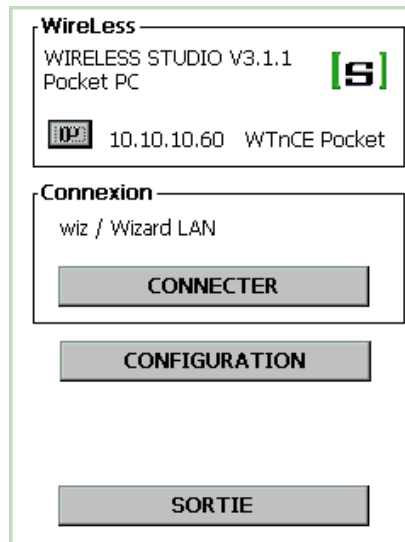 WireLess
WIRELESS STUDIO V3.1.1
Pocket PC
[s]
10.10.10.60 WTnCE Pocket
Connexion
wiz / Wizard LAN
CONNECTER
CONFIGURATION
SORTIE